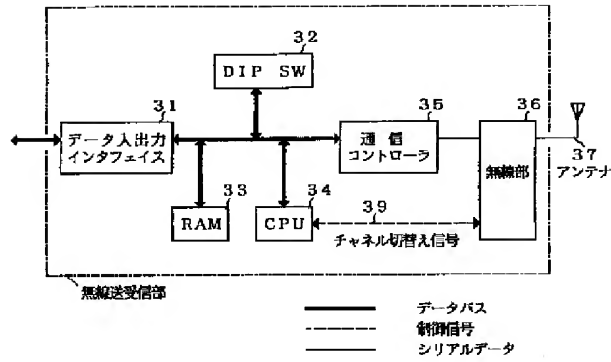 32
DIP SW
31
データ入出力
インタフェイス
35
通信
コントローラ
36
無線部
37
アンテナ
33
RAM
34
CPU
39
チャネル切替え信号
無線送受信部
データバス
制御信号
シリアルデータ